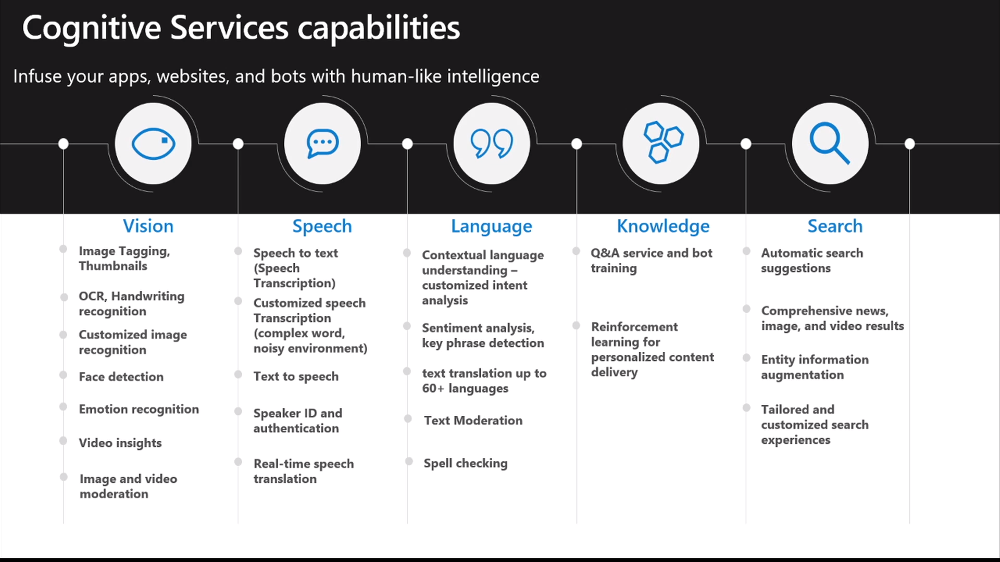 Cognitive Services capabilities
Infuse your apps, websites, and bots with human-like intelligence
Vision
Image Tagging,
Thumbnails
OCR, Handwriting
recognition
Customized image
recognition
Face detection
Emotion recognition
Video insights
Image and video
moderation
Speech
Speech to text
(Speech
Transcription)
Customized speech
Transcription
(complex word,
noisy environment)
Text to speech
Speaker ID and
authentication
Real-time speech
translation
Language
Contextual language
understanding –
customized intent
analysis
Sentiment analysis,
key phrase detection
text translation up to
60+ languages
Text Moderation
Spell checking
Knowledge
Q&A service and bot
training
Reinforcement
learning for
personalized content
delivery
Search
Automatic search
suggestions
Comprehensive news,
image, and video results
Entity information
augmentation
Tailored and
customized search
experiences